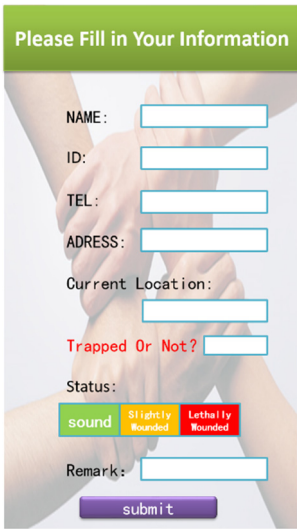 Please Fill in Your Information
NAME:
ID:
TEL:
ADRESS:
Current Location:
Trapped Or Not?
Status:
sound
Slightly
Wounded
Lethally
Wounded
Remark:
submit